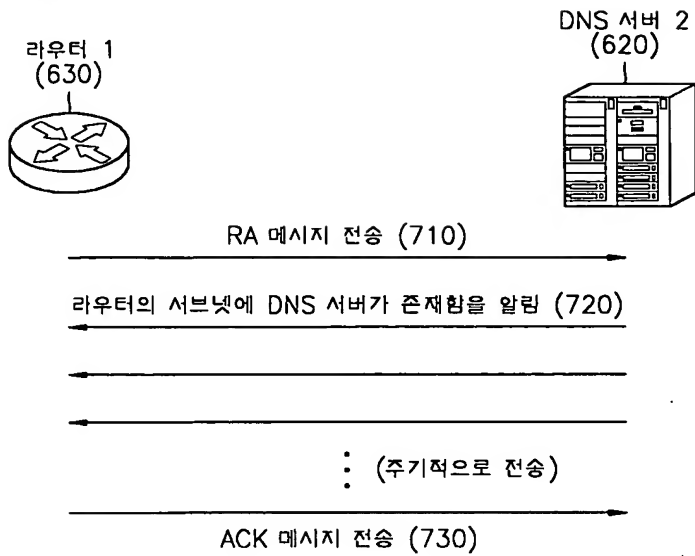 라우터 1
(630)
DNS 서버 2
(620)
RA 메시지 전송 (710)
라우터의 서브넷에 DNS 서버가 존재함을 알림 (720)
(주기적으로 전송)
ACK 메시지 전송 (730)